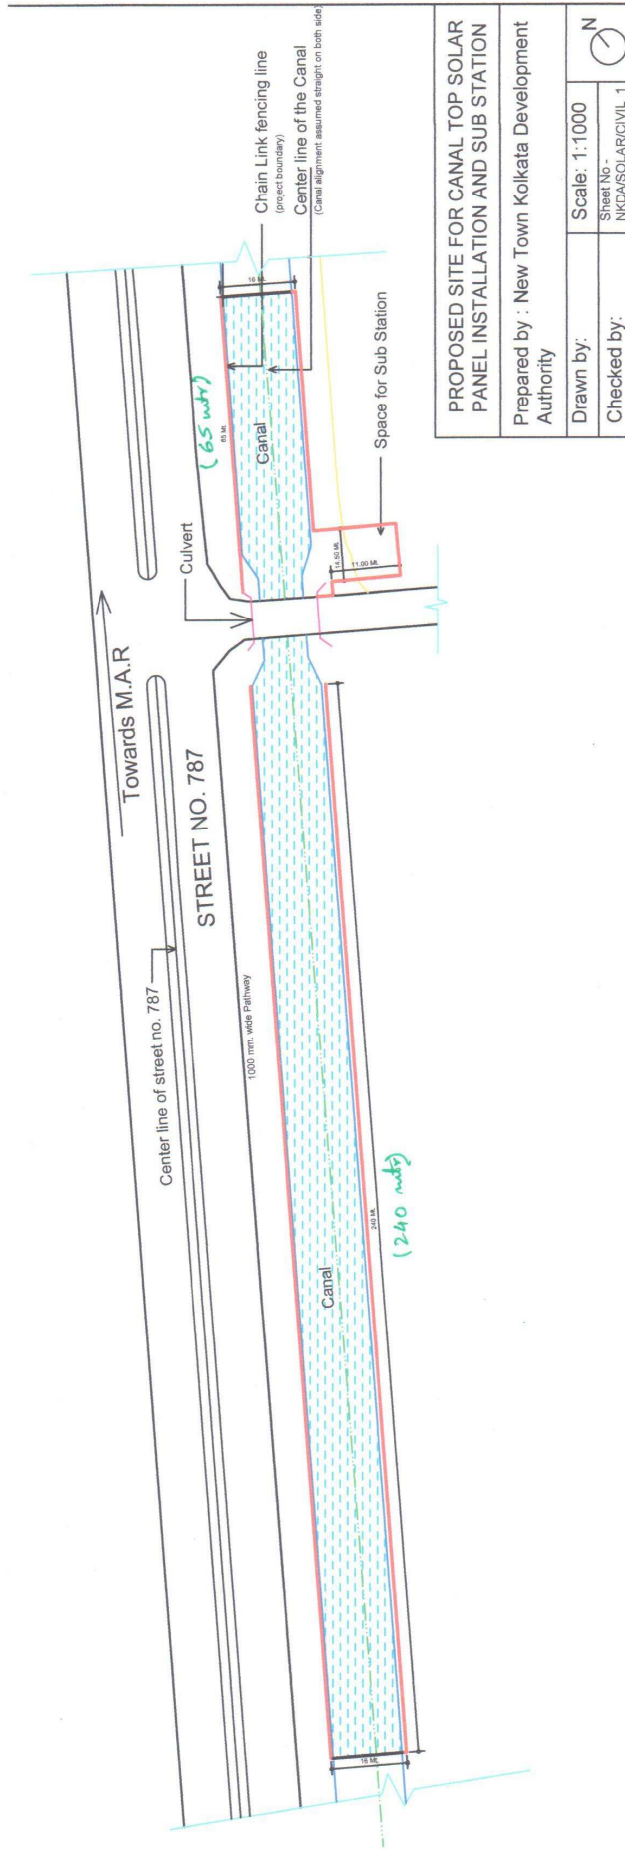 Towards M.A.R
Center line of street no. 787
STREET NO. 787
1000 mm. wide Pathway
Culvert
(65 mtr)
65 Mt.
Canal
16 Mt.
Chain Link fencing line
(project boundary)
Center line of the Canal
(Canal alignment assumed straight on both side)
14.50 Mt.
11.00 Mt.
Space for Sub Station
Canal
240 Mt.
(240 mtr)
16 Mt.
PROPOSED SITE FOR CANAL TOP SOLAR
PANEL INSTALLATION AND SUB STATION
Prepared by : New Town Kolkata Development
Authority
Drawn by:
Scale: 1:1000
N
Checked by:
Sheet No -
NKDA/SOLAR/CIVIL_1